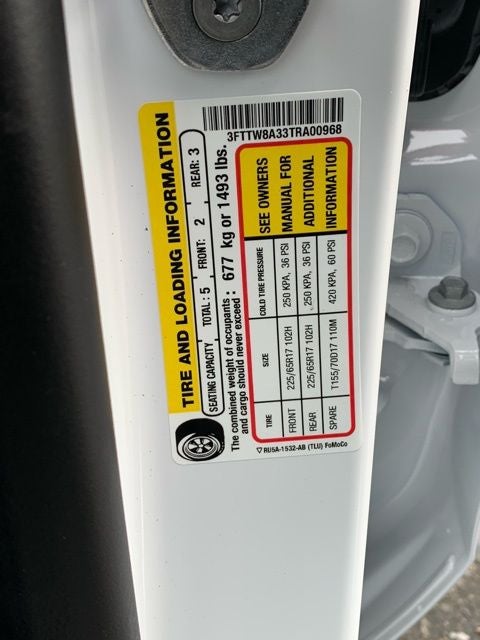 3FTTW8A33TRA00968
TIRE AND LOADING INFORMATION
SEATING CAPACITY TOTAL : 5 FRONT: 2 REAR: 3
The combined weight of occupants : 677 kg or 1493 lbs.
and cargo should never exceed :
TIRE SIZE COLD TIRE PRESSURE SEE OWNERS
FRONT 225/65R17 102H 250 KPA, 36 PSI MANUAL FOR
REAR 225/65R17 102H 250 KPA, 36 PSI ADDITIONAL
SPARE T155/70D17 110M 420 KPA, 60 PSI INFORMATION
RU5A-1532-AB (TLU) FoMoCo